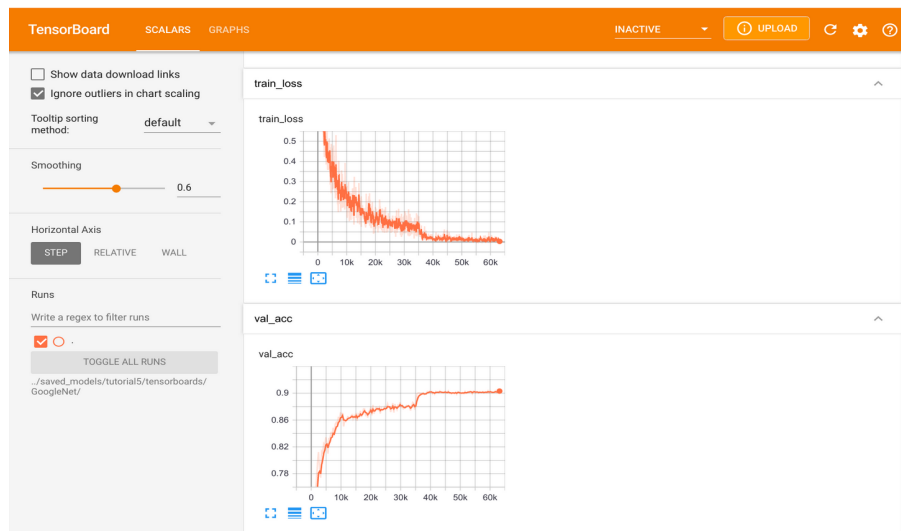 TensorBoard SCALARS GRAPHS INACTIVE UPLOAD
Show data download links
Ignore outliers in chart scaling
Tooltip sorting
method:
default
Smoothing
0.6
Horizontal Axis
STEP RELATIVE WALL
Runs
Write a regex to filter runs
.
TOGGLE ALL RUNS
../saved_models/tutorial5/tensorboards/
GoogleNet/
train_loss
train_loss
0.5
0.4
0.3
0.2
0.1
0
0 10k 20k 30k 40k 50k 60k
val_acc
val_acc
0.9
0.86
0.82
0.78
0 10k 20k 30k 40k 50k 60k